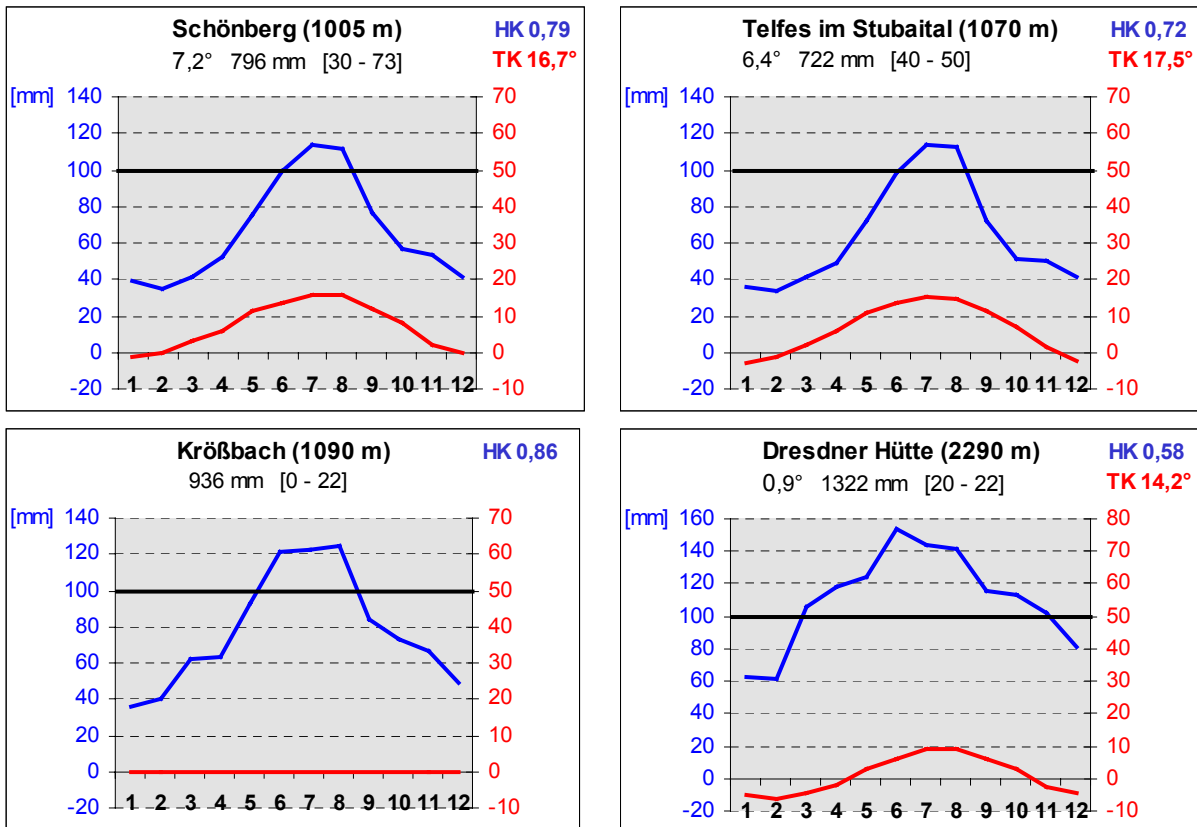 Schönberg (1005 m) HK 0,79
7,2° 796 mm [30 - 73] TK 16,7°
[mm] 140 70
120 60
100 50
80 40
60 30
40 20
20 10
0 0
-20 1 2 3 4 5 6 7 8 9 10 11 12 -10
Telfes im Stubaital (1070 m) HK 0,72
6,4° 722 mm [40 - 50] TK 17,5°
[mm] 140 70
120 60
100 50
80 40
60 30
40 20
20 10
0 0
-20 1 2 3 4 5 6 7 8 9 10 11 12 -10
Krößbach (1090 m) HK 0,86
936 mm [0 - 22]
[mm] 140 70
120 60
100 50
80 40
60 30
40 20
20 10
0 0
-20 1 2 3 4 5 6 7 8 9 10 11 12 -10
Dresdner Hütte (2290 m) HK 0,58
0,9° 1322 mm [20 - 22] TK 14,2°
[mm] 160 80
140 70
120 60
100 50
80 40
60 30
40 20
20 10
0 0
-20 1 2 3 4 5 6 7 8 9 10 11 12 -10